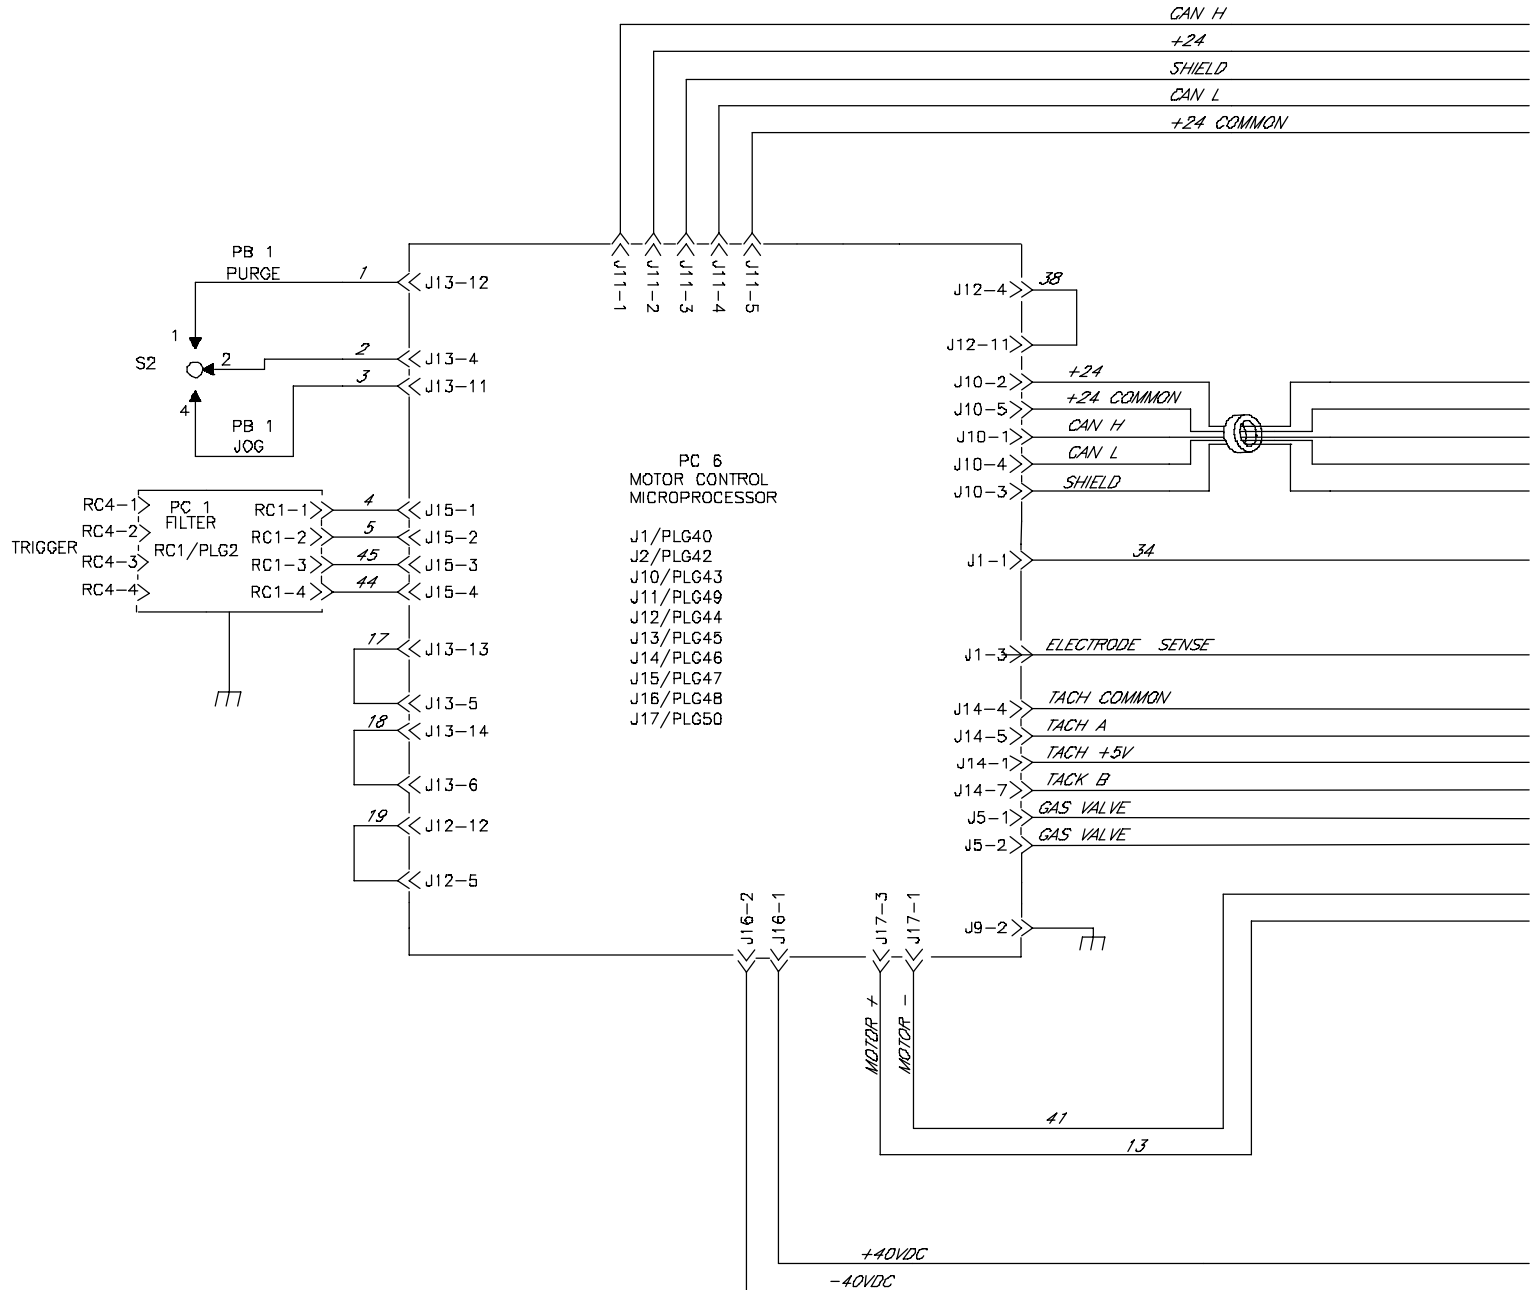 CAN H
+24
SHIELD
CAN L
+24 COMMON
PB 1
PURGE
1
J13-12
J11-1
J11-2
J11-3
J11-4
J11-5
J12-4
38
1
S2
2
2
J13-4
J12-11
3
J13-11
J10-2
+24
4
J10-5
+24 COMMON
PB 1
JOG
J10-1
CAN H
J10-4
CAN L
J10-3
SHIELD
PC 6
MOTOR CONTROL
MICROPROCESSOR
RC4-1
RC4-2
RC4-3
RC4-4
TRIGGER
PC 1
FILTER
RC1/PLG2
RC1-1
4
J15-1
RC1-2
5
J15-2
RC1-3
45
J15-3
RC1-4
44
J15-4
J1/PLG40
J2/PLG42
J10/PLG43
J11/PLG49
J12/PLG44
J13/PLG45
J14/PLG46
J15/PLG47
J16/PLG48
J17/PLG50
J1-1
34
17
J13-13
J13-5
18
J13-14
J13-6
19
J12-12
J12-5
J1-3
ELECTRODE SENSE
J14-4
TACH COMMON
J14-5
TACH A
J14-1
TACH +5V
J14-7
TACK B
J5-1
GAS VALVE
J5-2
GAS VALVE
J16-2
J16-1
J17-3
J17-1
J9-2
MOTOR +
MOTOR -
41
13
+40VDC
-40VDC